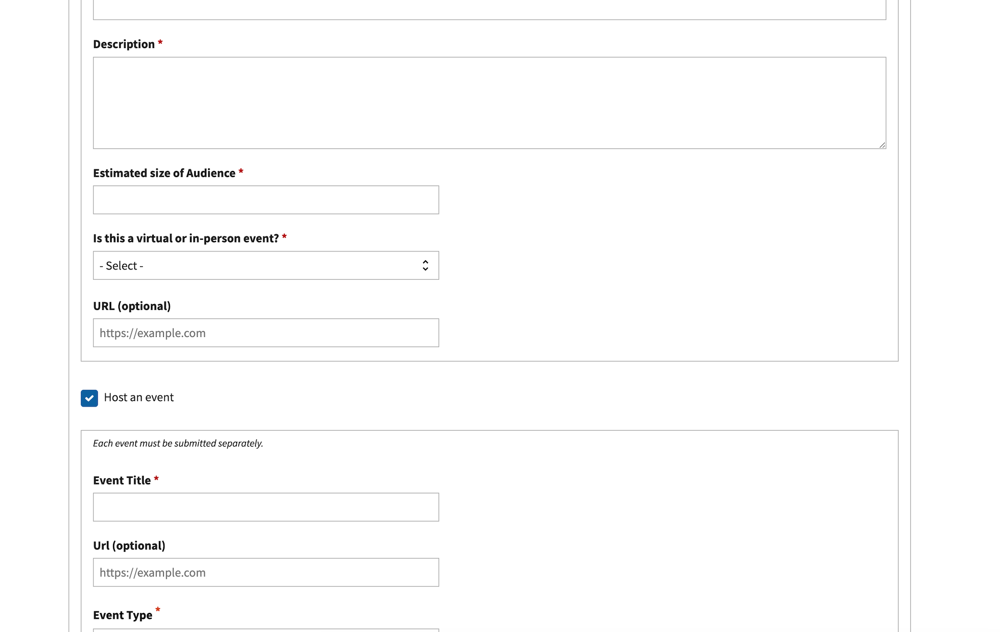 Description *
Estimated size of Audience *
Is this a virtual or in-person event? *
- Select -
URL (optional)
https://example.com
Host an event
Each event must be submitted separately.
Event Title *
Url (optional)
https://example.com
Event Type *